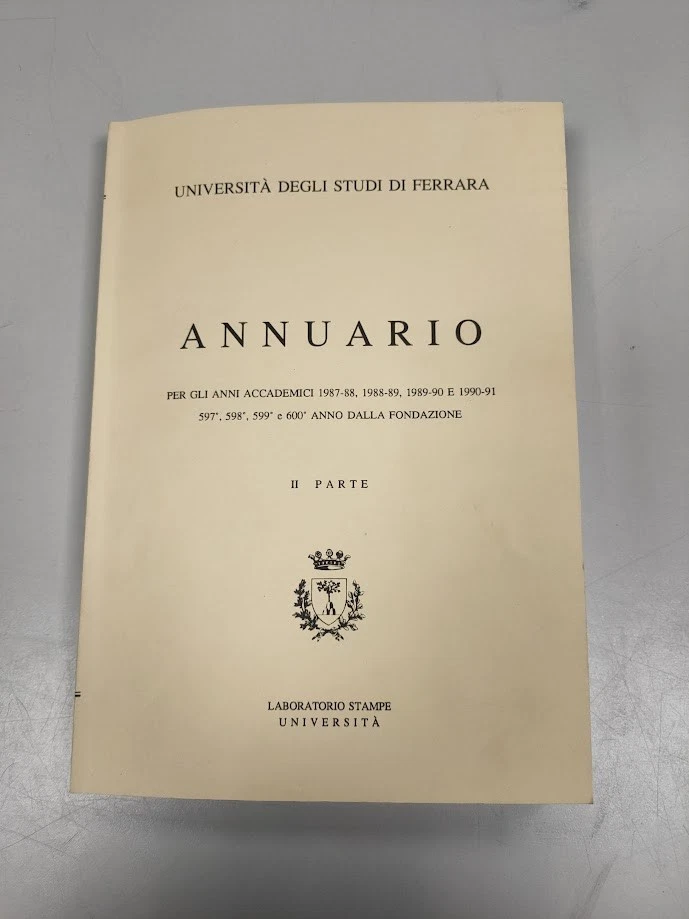 UNIVERSITÀ DEGLI STUDI DI FERRARA
ANNUARIO
PER GLI ANNI ACCADEMICI 1987-88, 1988-89, 1989-90 E 1990-91
597°, 598°, 599° e 600° ANNO DALLA FONDAZIONE
II PARTE
LABORATORIO STAMPE
UNIVERSITÀ